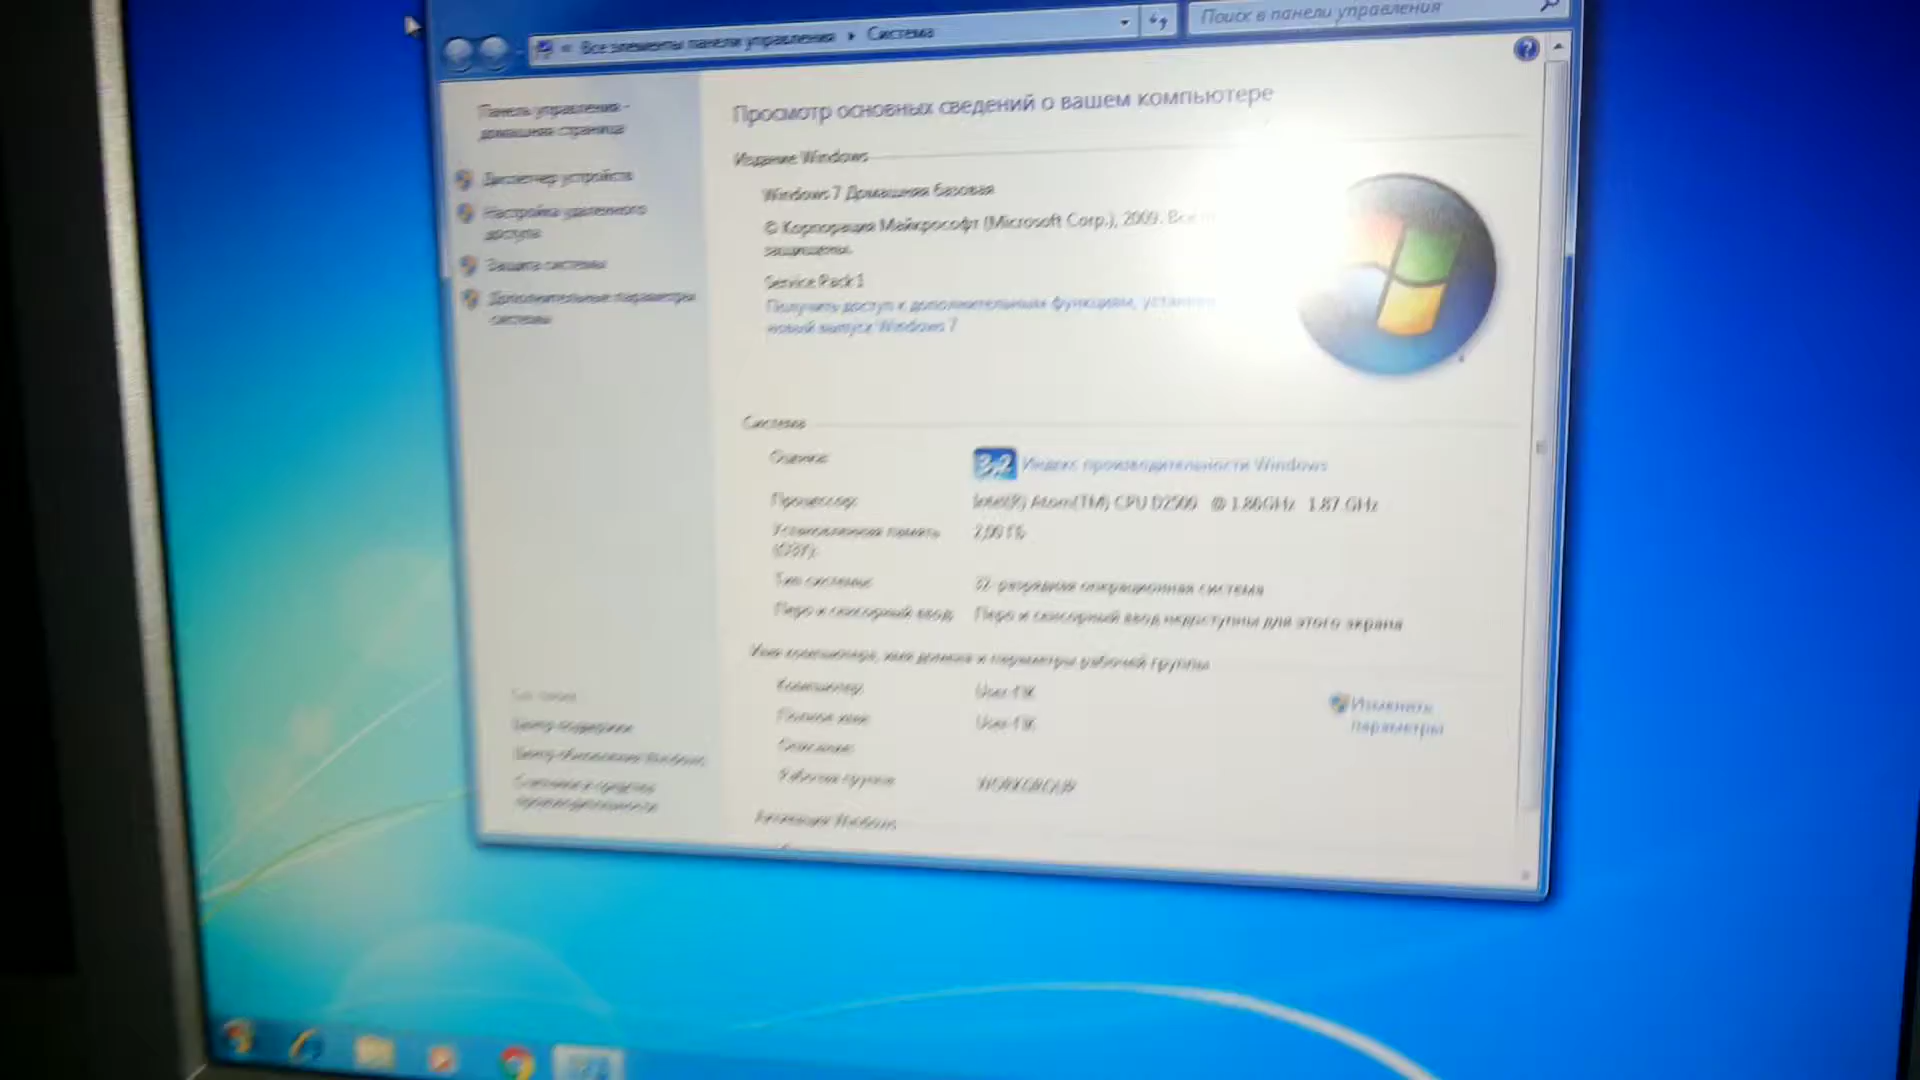 Все элементы панели управления ▸ Система
Поиск в панели управления
Панель управления -
домашняя страница
Диспетчер устройств
Настройка удаленного
доступа
Защита системы
Дополнительные параметры
системы
Просмотр основных сведений о вашем компьютере
Издание Windows
Windows 7 Домашняя базовая
© Корпорация Майкрософт (Microsoft Corp.), 2009. Все
защищены.
Service Pack 1
Получить доступ к дополнительным функциям, установив
новый выпуск Windows 7
Система
Оценка:
3,2 Индекс производительности Windows
Процессор:
Intel(R) Atom(TM) CPU D2500 @ 1.86GHz 1.87 GHz
Установленная память
(ОЗУ):
2,00 ГБ
Тип системы:
32-разрядная операционная система
Перо и сенсорный ввод:
Перо и сенсорный ввод недоступны для этого экрана
Имя компьютера, имя домена и параметры рабочей группы
Компьютер:
Полное имя:
Описание:
Рабочая группа:
WORKGROUP
Изменить
параметры
Активация Windows
См. также
Центр поддержки
Центр обновления Windows
Счетчики и средства
производительности